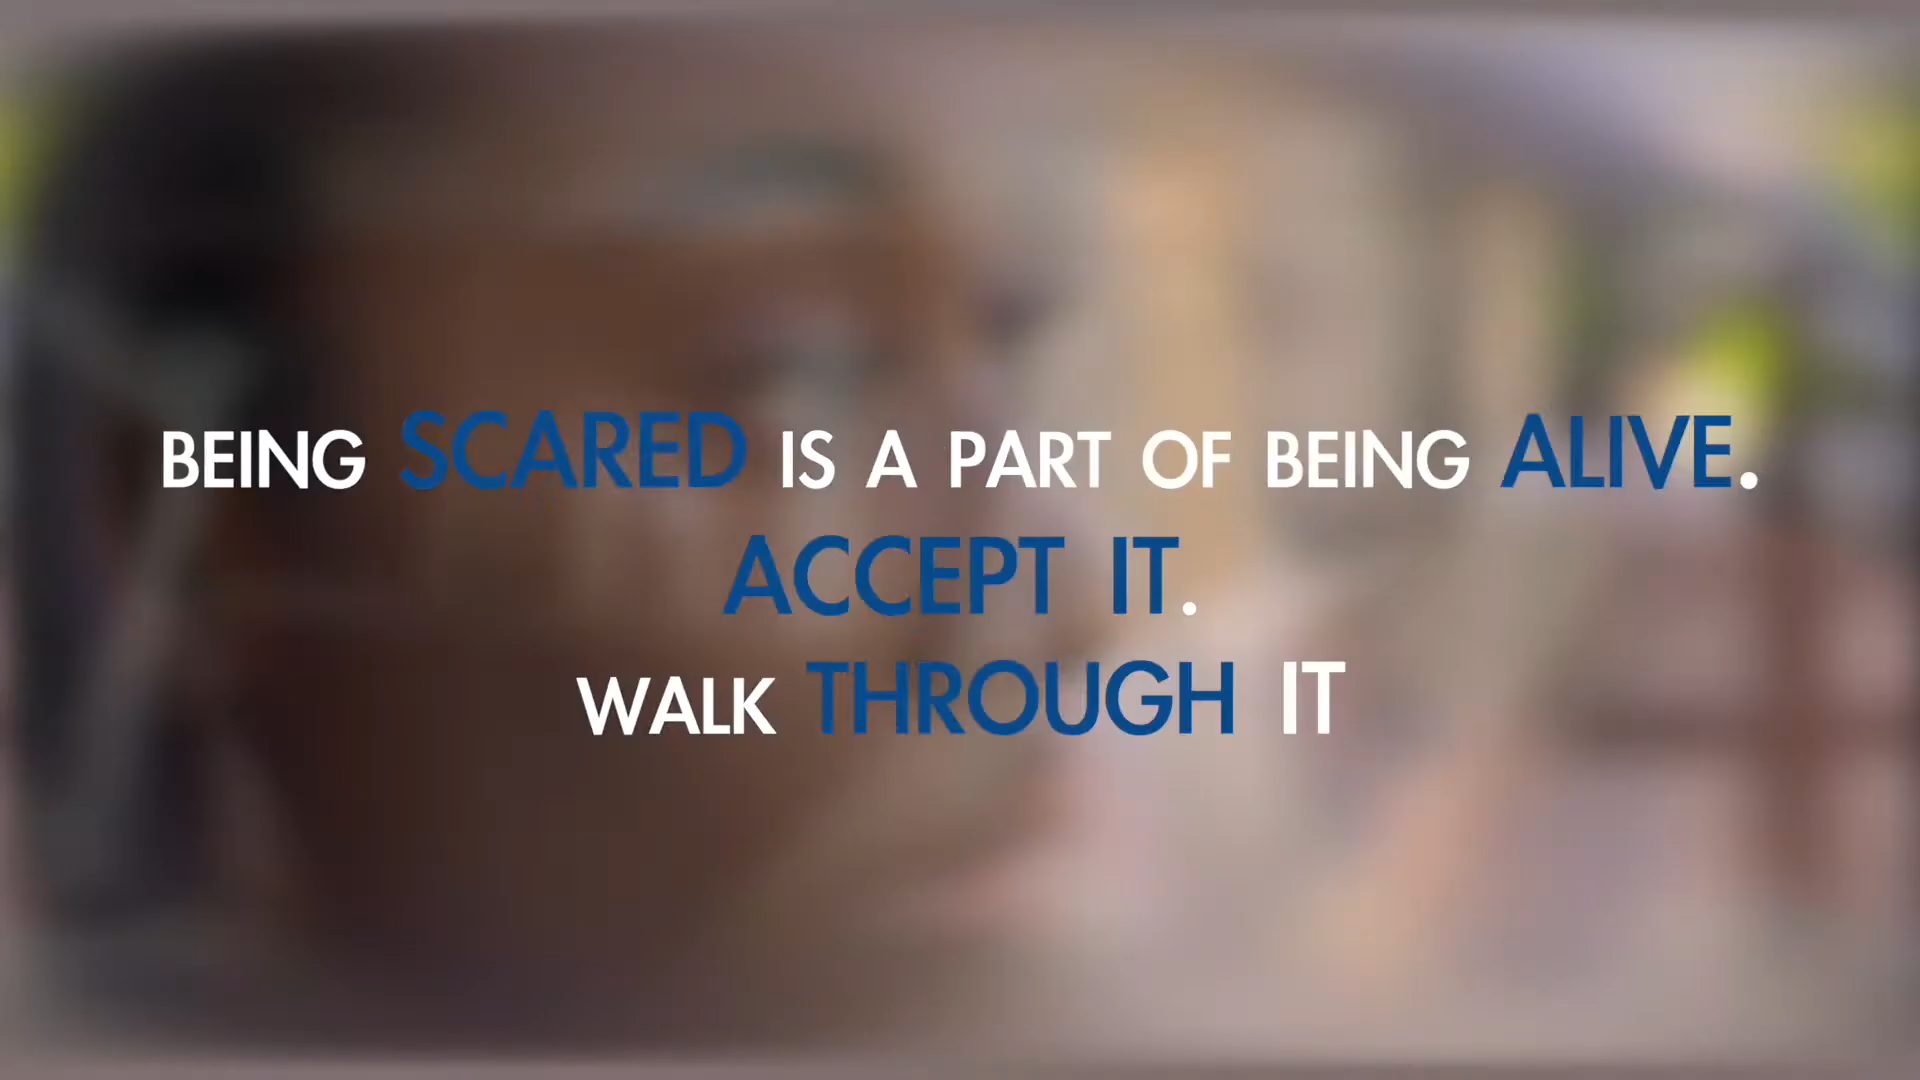 BEING SCARED IS A PART OF BEING ALIVE.
ACCEPT IT.
WALK THROUGH IT